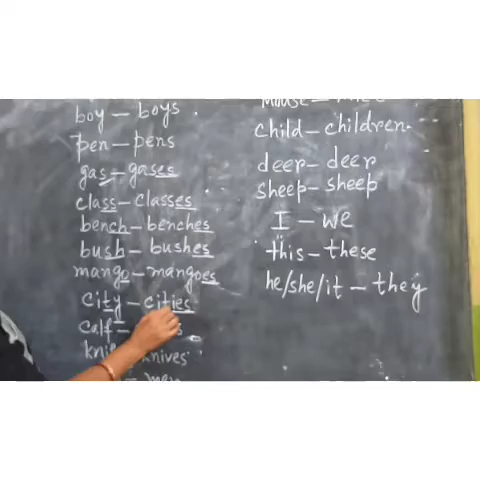 boy – boys
pen – pens
gas – gases
class – classes
bench – benches
bush – bushes
mango – mangoes
city – cities
calf –
knives
child – children
deer – deer
sheep – sheep
I – we
this – these
he/she/it – they